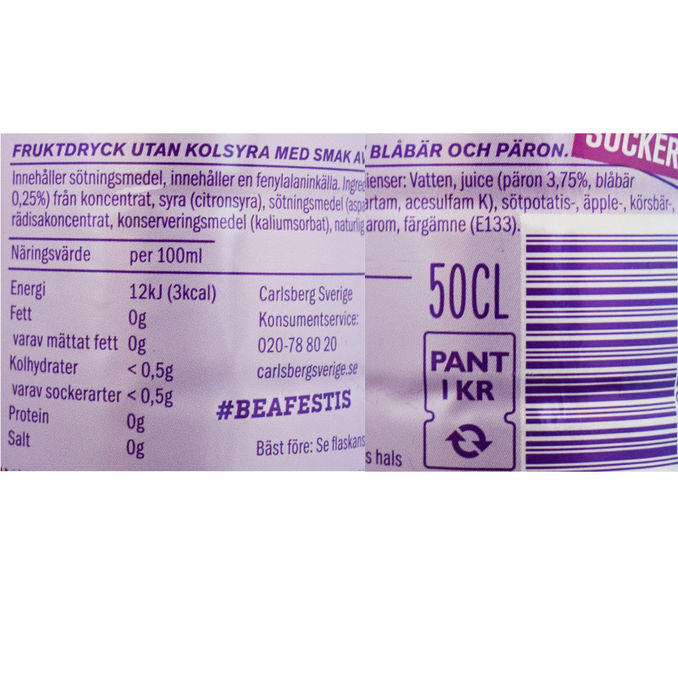 FRUKTDRYCK UTAN KOLSYRA MED SMAK AV BLÅBÄR OCH PÄRON.
SOCKER
Innehåller sötningsmedel, innehåller en fenylalaninkälla. Ingredienser: Vatten, juice (päron 3,75%, blåbär
0,25%) från koncentrat, syra (citronsyra), sötningsmedel (aspartam, acesulfam K), sötpotatis-, äpple-, körsbär-,
rädisakoncentrat, konserveringsmedel (kaliumsorbat), naturlig arom, färgämne (E133).
Näringsvärde per 100ml
Energi 12kJ (3kcal)
Fett 0g
varav mättat fett 0g
Kolhydrater < 0,5g
varav sockerarter < 0,5g
Protein 0g
Salt 0g
Carlsberg Sverige
Konsumentservice:
020-78 80 20
carlsbergsverige.se
#BEAFESTIS
Bäst före: Se flaskans hals
50CL
PANT
1 KR